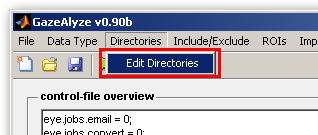 GazeAlyze v0.90b
File Data Type Directories Include/Exclude ROIs
Edit Directories
control-file overview
eye.jobs.email = 0;
eye.jobs.convert = 0;